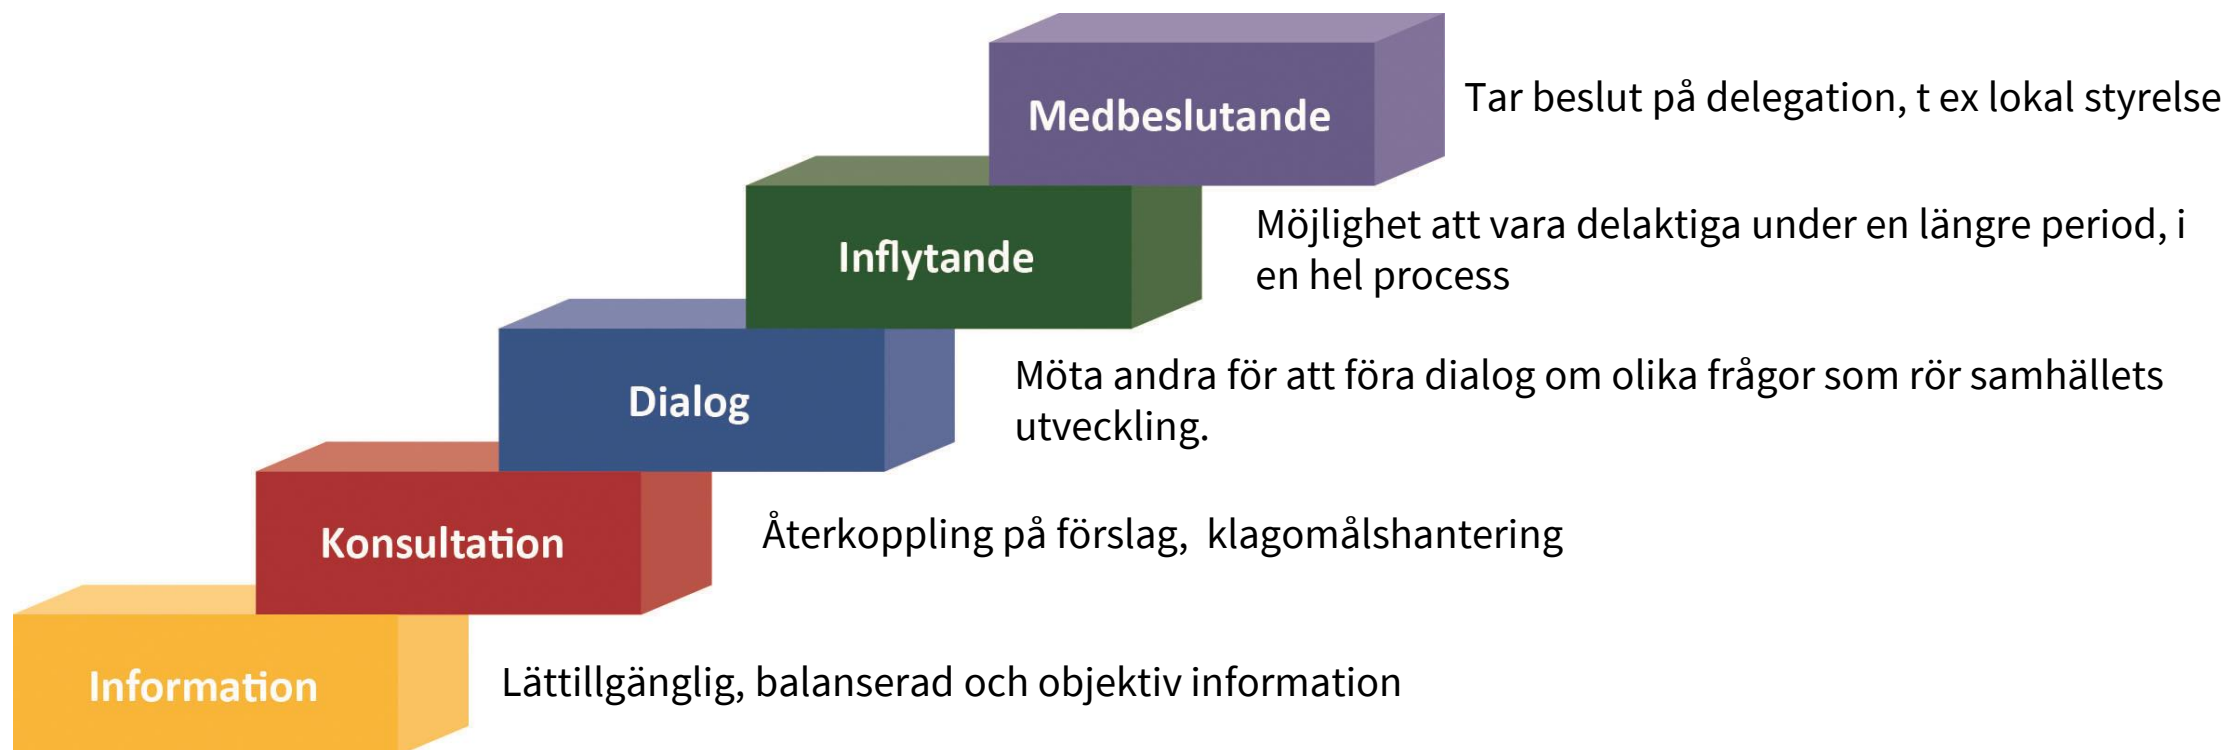 Medbeslutande
Tar beslut på delegation, t ex lokal styrelse
Inflytande
Möjlighet att vara delaktiga under en längre period, i
en hel process
Dialog
Möta andra för att föra dialog om olika frågor som rör samhällets
utveckling.
Konsultation
Återkoppling på förslag,  klagomålshantering
Information
Lättillgänglig, balanserad och objektiv information